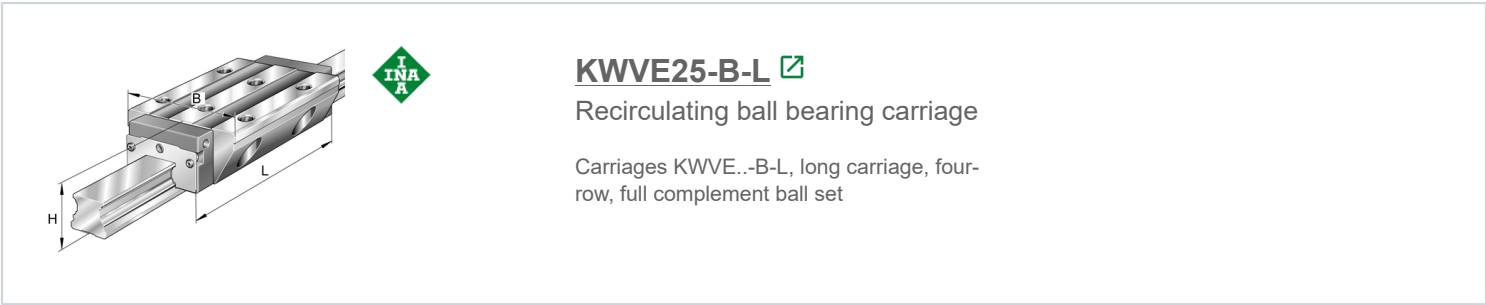 B
L
H
I
INA
A
KWVE25-B-L
Recirculating ball bearing carriage
Carriages KWVE..-B-L, long carriage, four-
row, full complement ball set